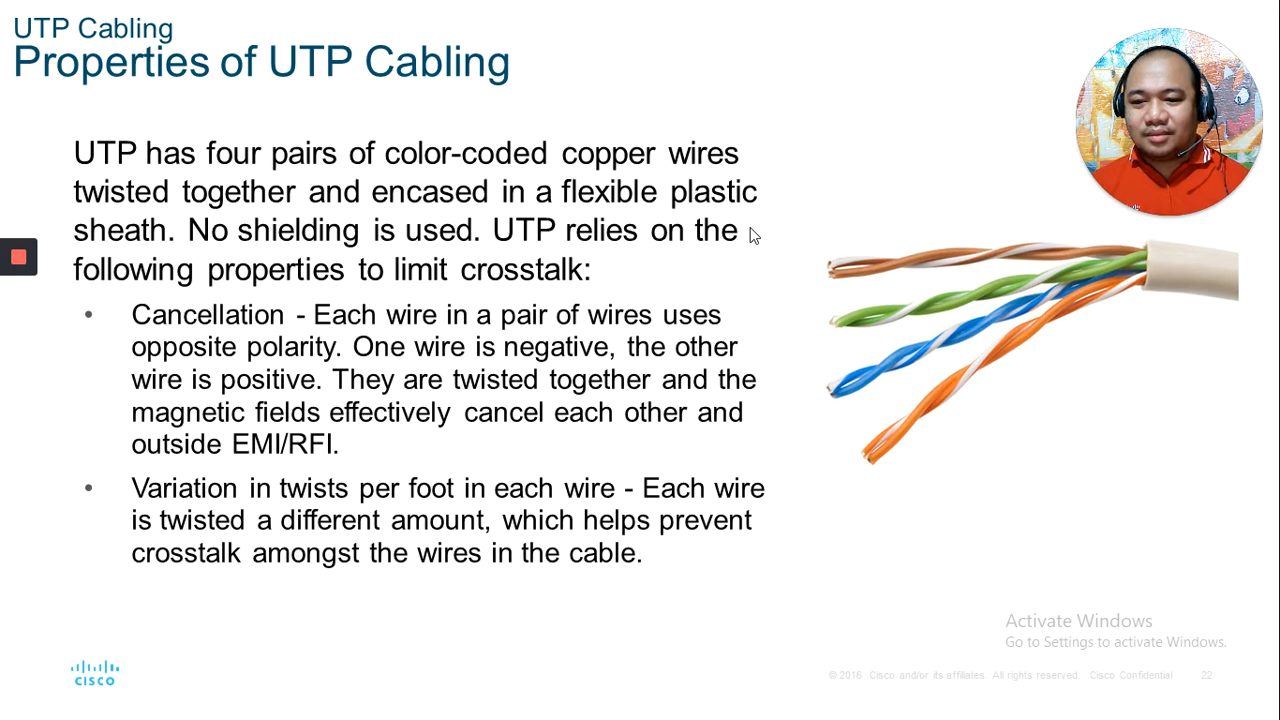 UTP Cabling
Properties of UTP Cabling
UTP has four pairs of color-coded copper wires
twisted together and encased in a flexible plastic
sheath. No shielding is used. UTP relies on the
following properties to limit crosstalk:
• Cancellation - Each wire in a pair of wires uses
opposite polarity. One wire is negative, the other
wire is positive. They are twisted together and the
magnetic fields effectively cancel each other and
outside EMI/RFI.
• Variation in twists per foot in each wire - Each wire
is twisted a different amount, which helps prevent
crosstalk amongst the wires in the cable.
Activate Windows
Go to Settings to activate Windows.
CISCO
© 2016 Cisco and/or its affiliates. All rights reserved. Cisco Confidential 22